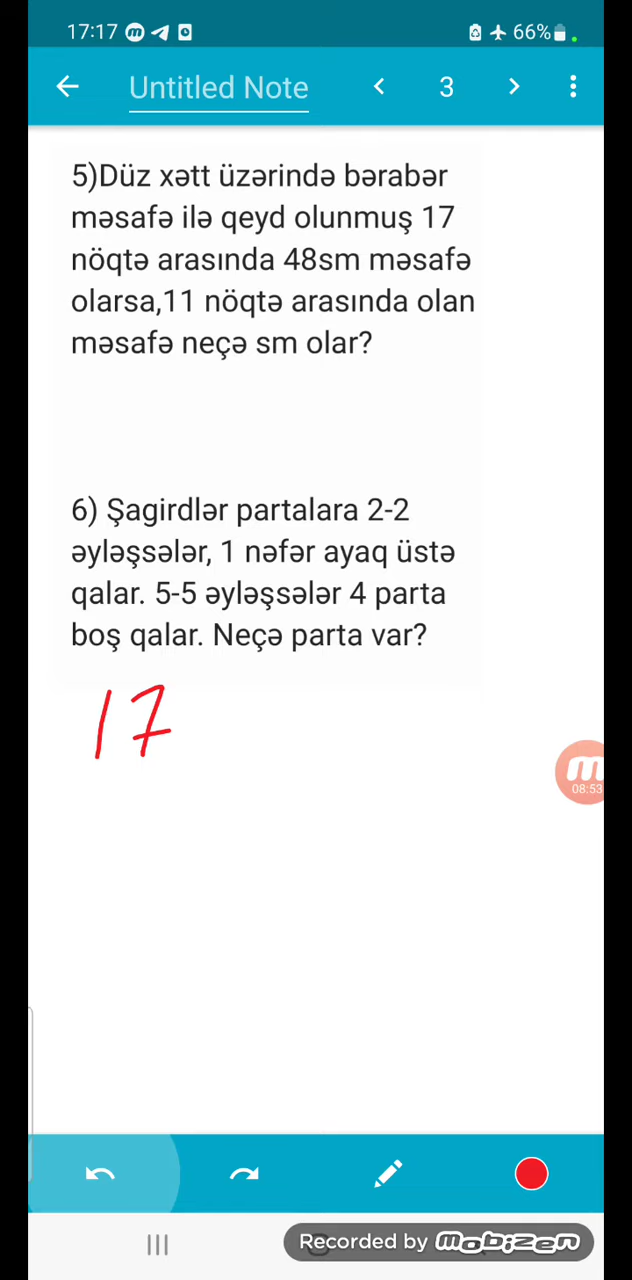 17:17 66%
Untitled Note < 3 >
5)Düz xətt üzərində bərabər
məsafə ilə qeyd olunmuş 17
nöqtə arasında 48sm məsafə
olarsa,11 nöqtə arasında olan
məsafə neçə sm olar?
6) Şagirdlər partalara 2-2
əyləşsələr, 1 nəfər ayaq üstə
qalar. 5-5 əyləşsələr 4 parta
boş qalar. Neçə parta var?
17
m
08:53
Recorded by mobizen